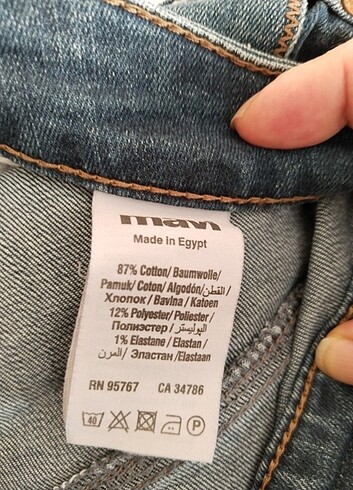 mavi
Made in Egypt
87% Cotton/ Baumwolle/
Pamuk/ Coton/ Algodón/القطن/
Хлопок / Bavlna / Katoen
12% Polyester/ Poliester/
Полиэстер / البوليستر/
1% Elastane/ Elastan/
المرن/ Эластан /Elastaan
RN 95767 CA 34786
40 P